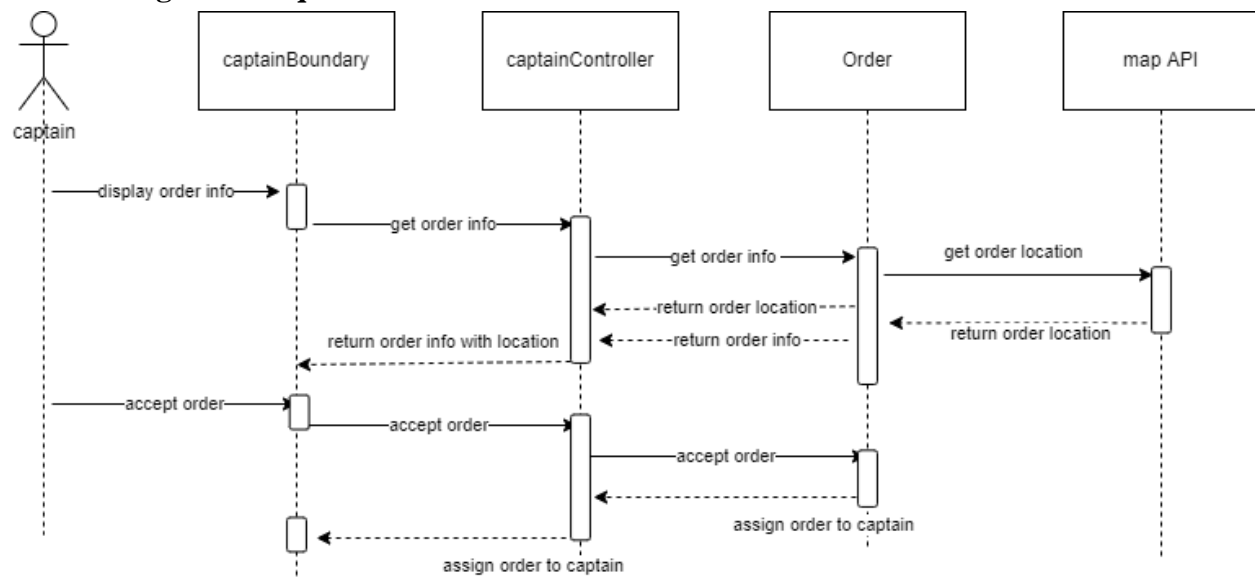 captainBoundary
captainController
Order
map API
captain
display order info
get order info
get order info
get order location
return order location
return order location
return order info
return order info with location
accept order
accept order
accept order
assign order to captain
assign order to captain